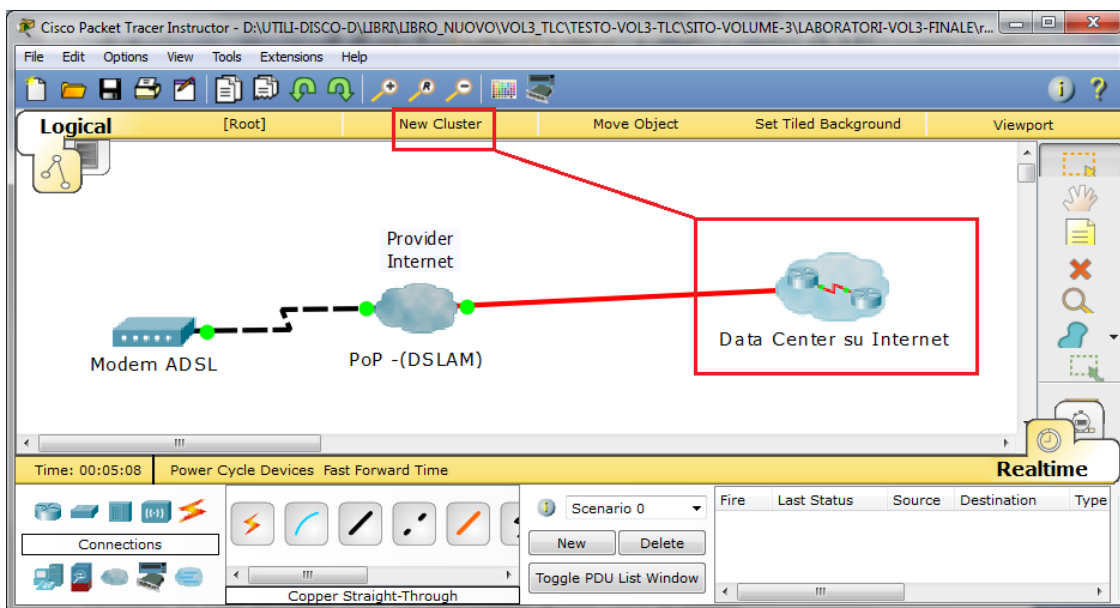 Cisco Packet Tracer Instructor - D:\UTILI-DISCO-D\LIBRI\LIBRO_NUOVO\VOL3_TLC\TESTO-VOL3-TLC\SITO-VOLUME-3\LABORATORI-VOL3-FINALE\r...
File Edit Options View Tools Extensions Help
Logical [Root] New Cluster Move Object Set Tiled Background Viewport
Provider
Internet
Modem ADSL
PoP -(DSLAM)
Data Center su Internet
Time: 00:05:08 Power Cycle Devices Fast Forward Time Realtime
Connections
Copper Straight-Through
Scenario 0
New Delete
Toggle PDU List Window
Fire Last Status Source Destination Type